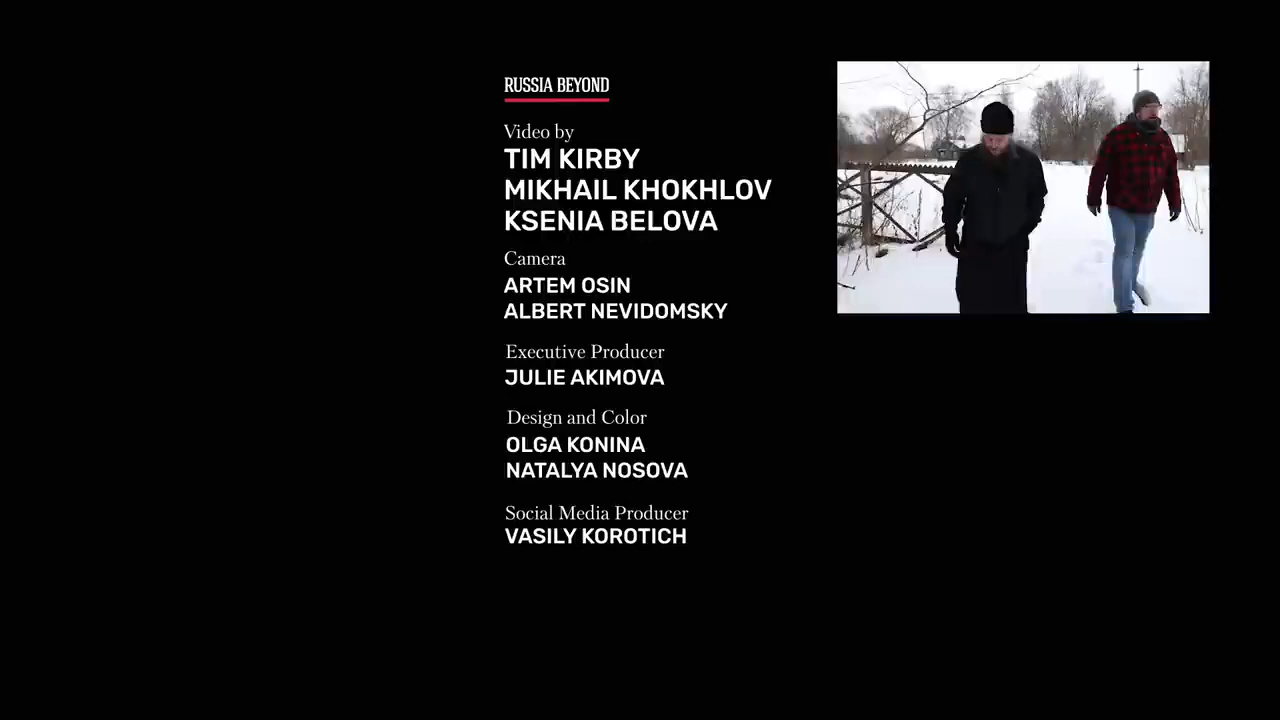 RUSSIA BEYOND
Video by
TIM KIRBY
MIKHAIL KHOKHLOV
KSENIA BELOVA
Camera
ARTEM OSIN
ALBERT NEVIDOMSKY
Executive Producer
JULIE AKIMOVA
Design and Color
OLGA KONINA
NATALYA NOSOVA
Social Media Producer
VASILY KOROTICH